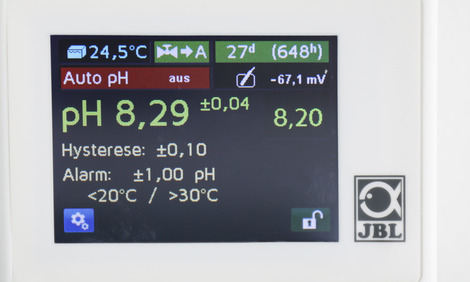 24,5°C → A 27ᵈ (648ʰ)
Auto pH aus -67,1 mV
pH 8,29 ±0,04 8,20
Hysterese: ±0,10
Alarm: ±1,00 pH
<20°C / >30°C
JBL